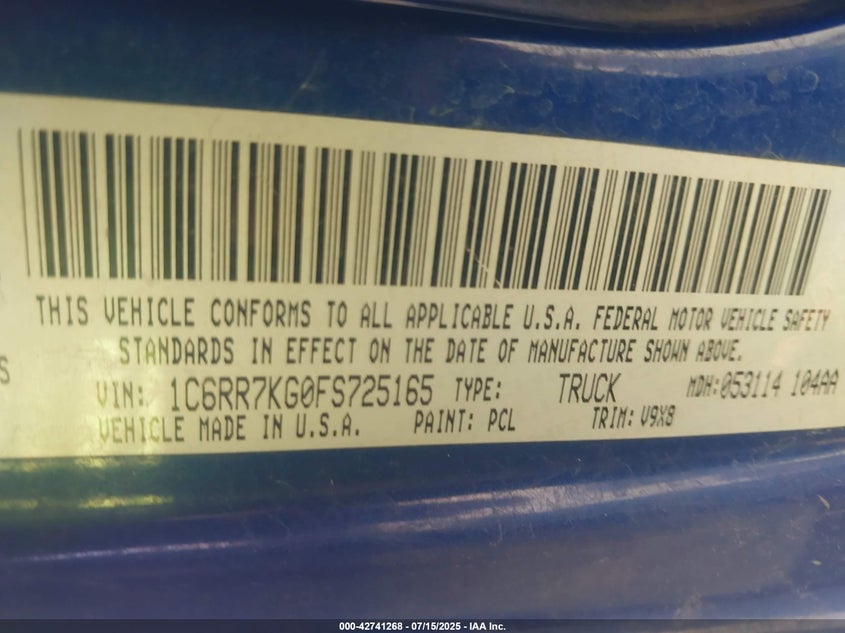 THIS VEHICLE CONFORMS TO ALL APPLICABLE U.S.A. FEDERAL MOTOR VEHICLE SAFETY
STANDARDS IN EFFECT ON THE DATE OF MANUFACTURE SHOWN ABOVE.
S
VIN: 1C6RR7KG0FS725165 TYPE: TRUCK MDH:053114 104AA
VEHICLE MADE IN U.S.A. PAINT: PCL TRIM: V9X8
000-42741268 - 07/15/2025 - IAA Inc.